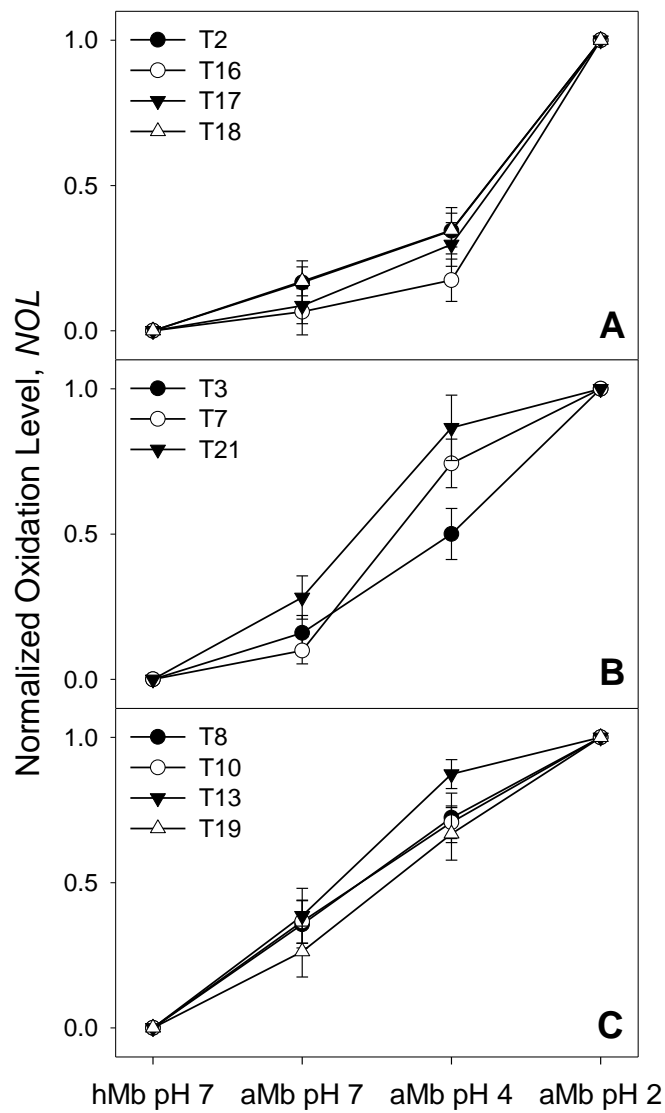 Normalized Oxidation Level, NOL
1.0
0.5
0.0
T2
T16
T17
T18
A
1.0
0.5
0.0
T3
T7
T21
B
1.0
0.5
0.0
T8
T10
T13
T19
C
hMb pH 7 aMb pH 7 aMb pH 4 aMb pH 2